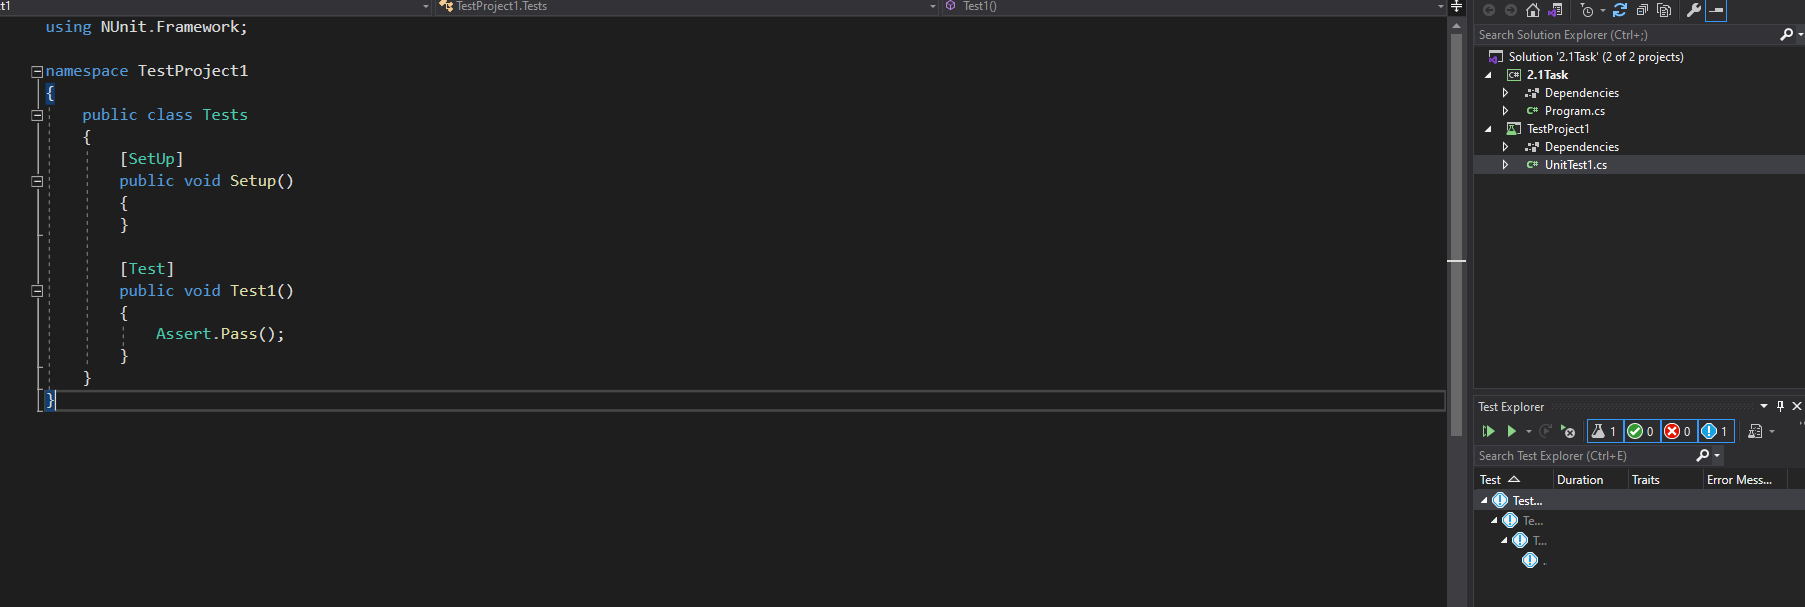 t1
TestProject1.Tests
Test1()
using NUnit.Framework;
namespace TestProject1
{
public class Tests
{
[SetUp]
public void Setup()
{
}
[Test]
public void Test1()
{
Assert.Pass();
}
}
}
Search Solution Explorer (Ctrl+;)
Solution '2.1Task' (2 of 2 projects)
C# 2.1Task
Dependencies
C# Program.cs
TestProject1
Dependencies
C# UnitTest1.cs
Test Explorer
1 0 0 1
Search Test Explorer (Ctrl+E)
Test Duration Traits Error Mess...
Test...
Te...
T...
..